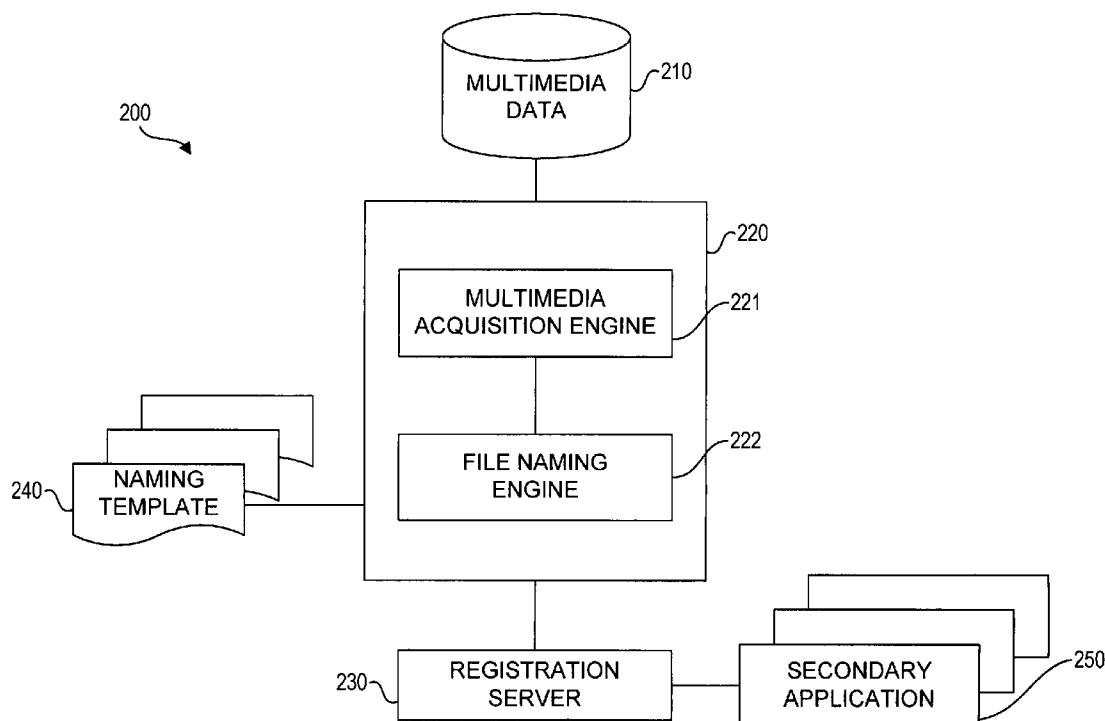 MULTIMEDIA
DATA
210
200
220
MULTIMEDIA
ACQUISITION ENGINE
221
FILE NAMING
ENGINE
222
240
NAMING
TEMPLATE
230
REGISTRATION
SERVER
SECONDARY
APPLICATION
250